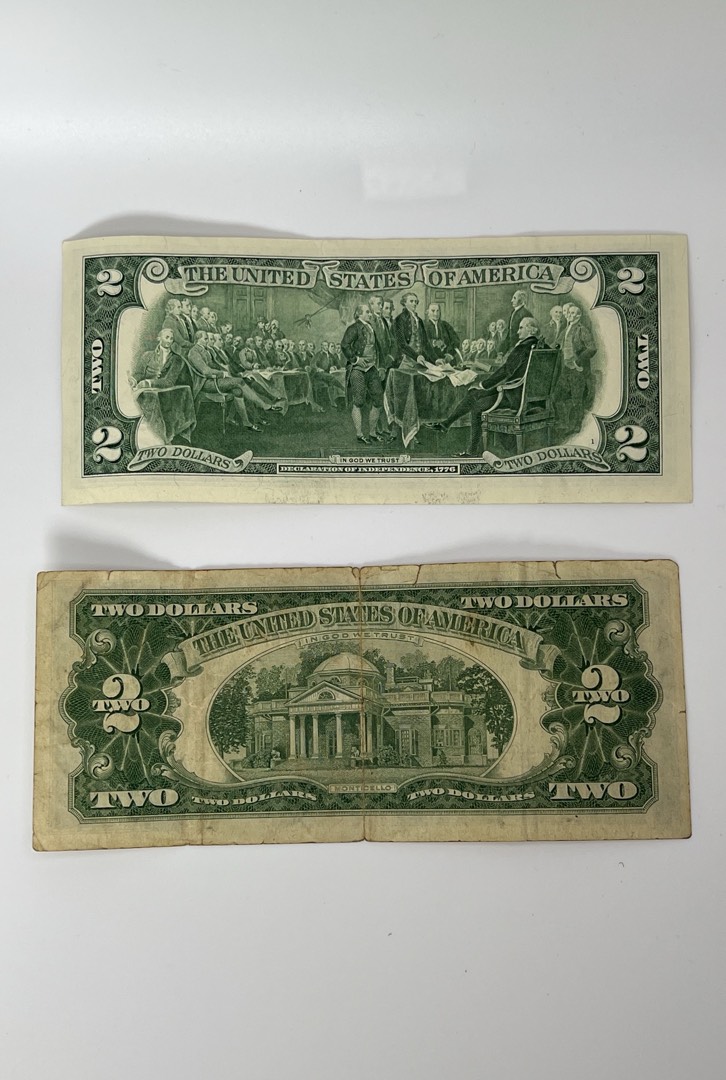 2 THE UNITED STATES OF AMERICA 2
TWO TWO
2 TWO DOLLARS IN GOD WE TRUST TWO DOLLARS 2
1
DECLARATION OF INDEPENDENCE, 1776
TWO DOLLARS TWO DOLLARS
THE UNITED STATES OF AMERICA
IN GOD WE TRUST
2 2
TWO TWO
MONTICELLO
TWO TWO DOLLARS TWO DOLLARS TWO